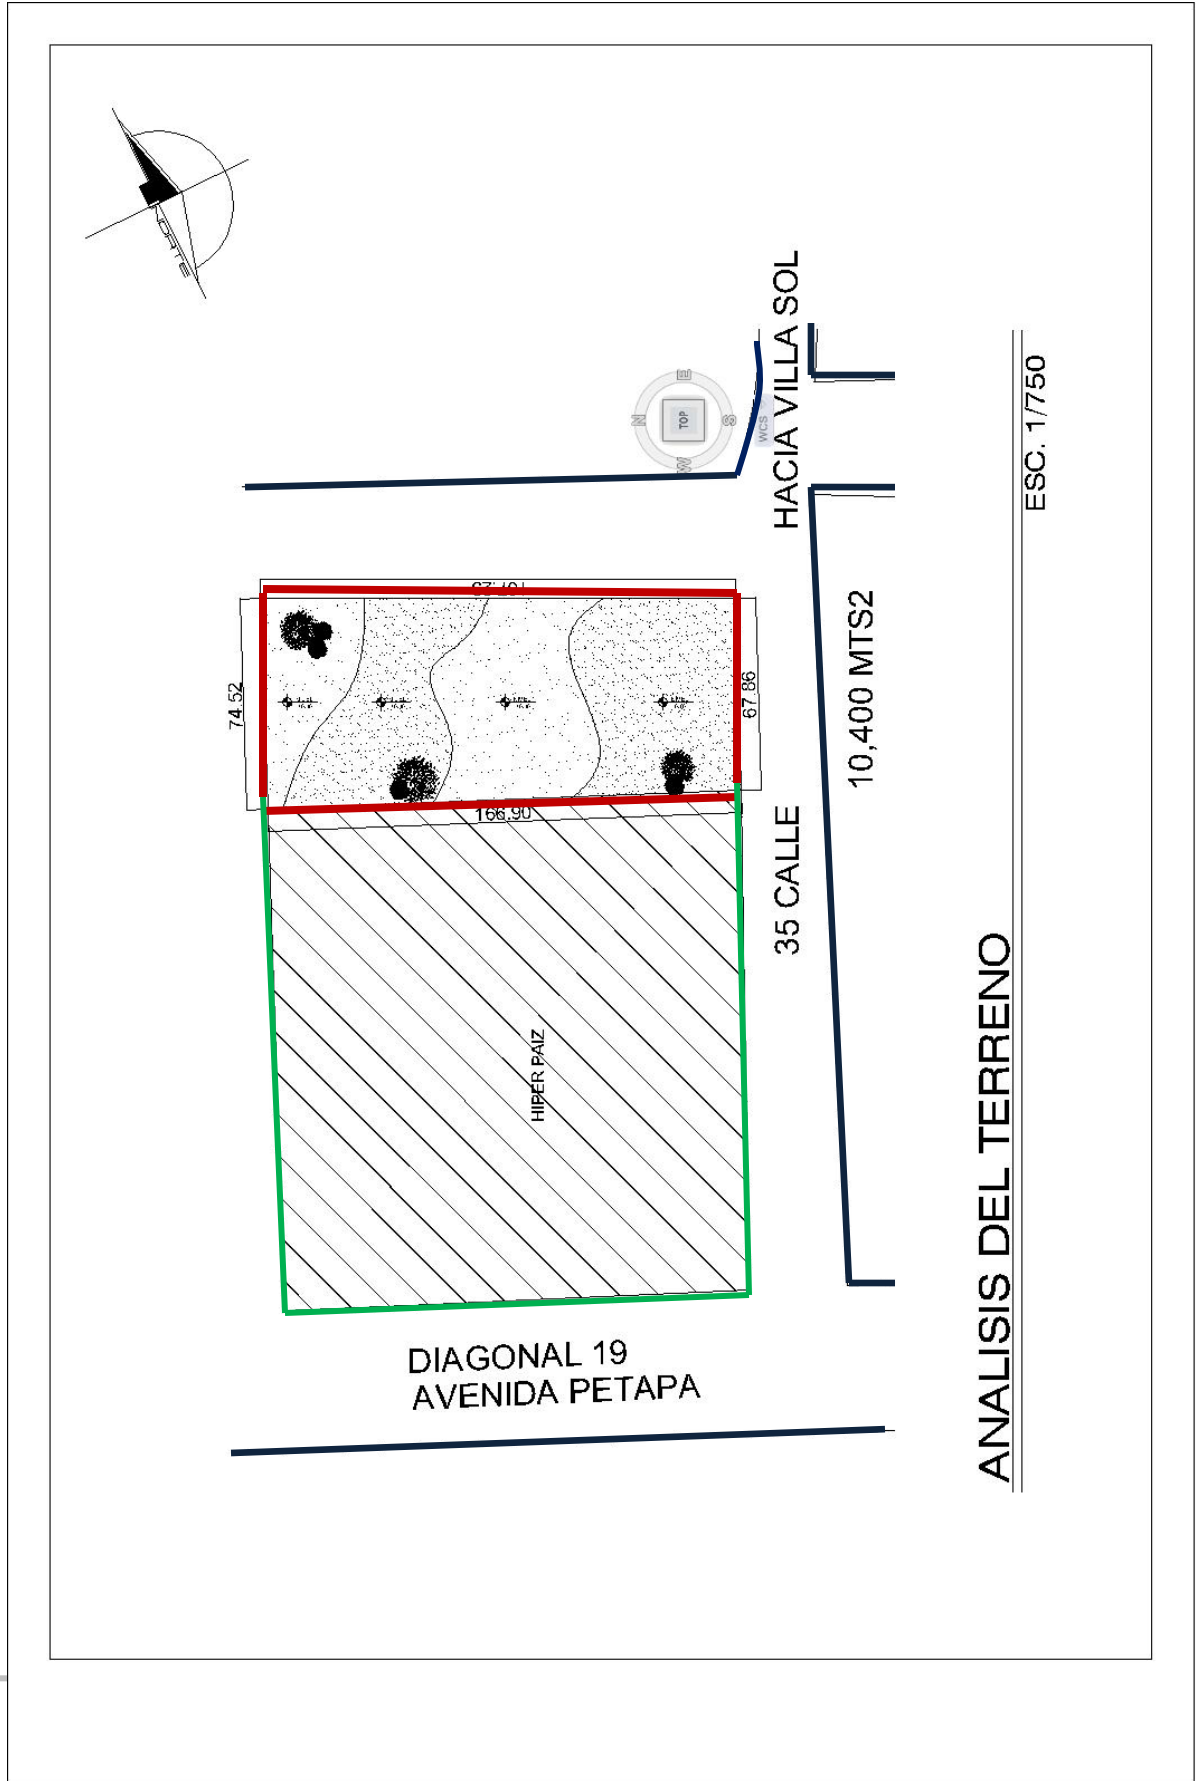 NORTE
HACIA VILLA SOL
E
N
TOP
S
W
WCS
ESC. 1/750
74.52
67.86
166.90
10,400 MTS2
35 CALLE
HIPER PAIZ
DIAGONAL 19
AVENIDA PETAPA
ANALISIS DEL TERRENO